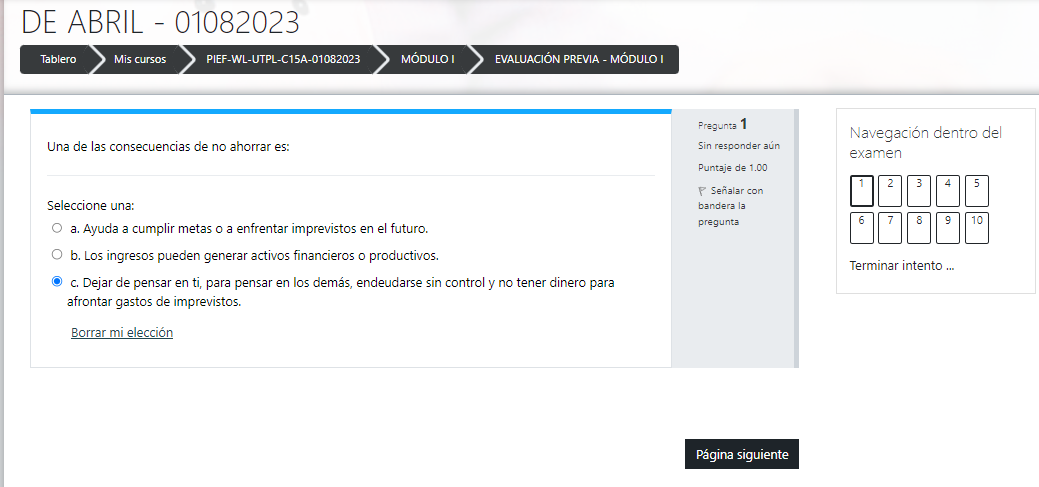 DE ABRIL - 01082023
Tablero
Mis cursos
PIEF-WL-UTPL-C15A-01082023
MÓDULO I
EVALUACIÓN PREVIA - MÓDULO I
Una de las consecuencias de no ahorrar es:
Seleccione una:
a. Ayuda a cumplir metas o a enfrentar imprevistos en el futuro.
b. Los ingresos pueden generar activos financieros o productivos.
c. Dejar de pensar en ti, para pensar en los demás, endeudarse sin control y no tener dinero para
afrontar gastos de imprevistos.
Borrar mi elección
Pregunta 1
Sin responder aún
Puntaje de 1.00
Señalar con
bandera la
pregunta
Navegación dentro del
examen
1 2 3 4 5
6 7 8 9 10
Terminar intento ...
Página siguiente